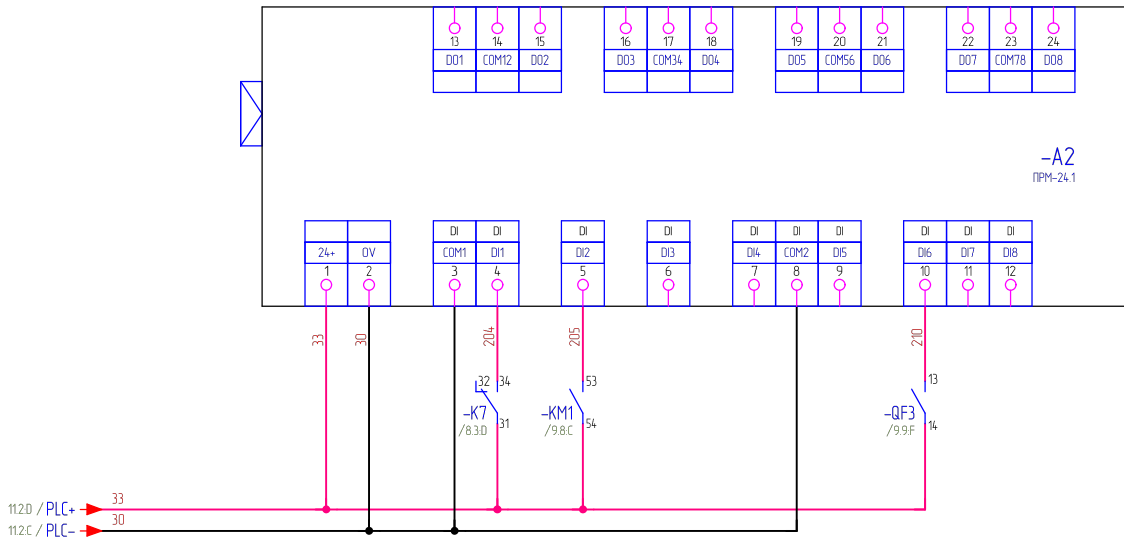 13 14 15 16 17 18 19 20 21 22 23 24
DO1 COM12 DO2 DO3 COM34 DO4 DO5 COM56 DO6 DO7 COM78 DO8
-A2
ПРМ-24.1
DI DI DI DI DI DI DI DI DI DI
24+ 0V COM1 DI1 DI2 DI3 DI4 COM2 DI5 DI6 DI7 DI8
1 2 3 4 5 6 7 8 9 10 11 12
33 30 204 205 210
32 34 53 13
-K7 -KM1 -QF3
31 54 14
/8.3:D /9.8:C /9.9:F
33
11.2:D / PLC+
30
11.2:C / PLC-